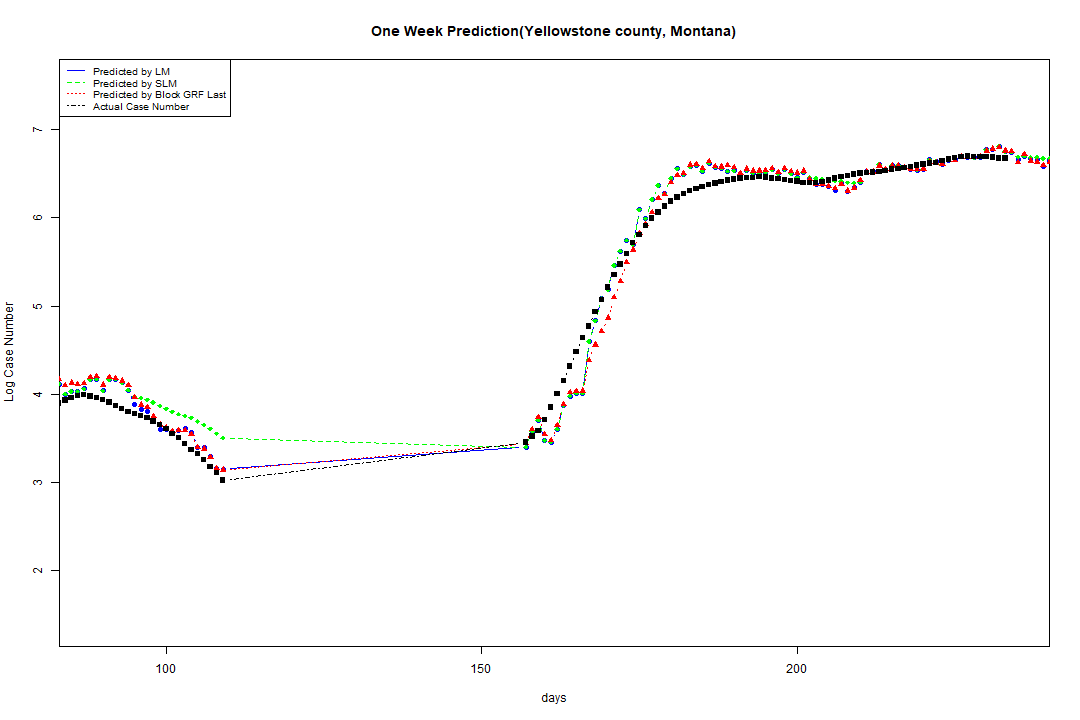 One Week Prediction(Yellowstone county, Montana)
Predicted by LM
Predicted by SLM
Predicted by Block GRF Last
Actual Case Number
7
6
5
4
3
2
Log Case Number
100 150 200
days